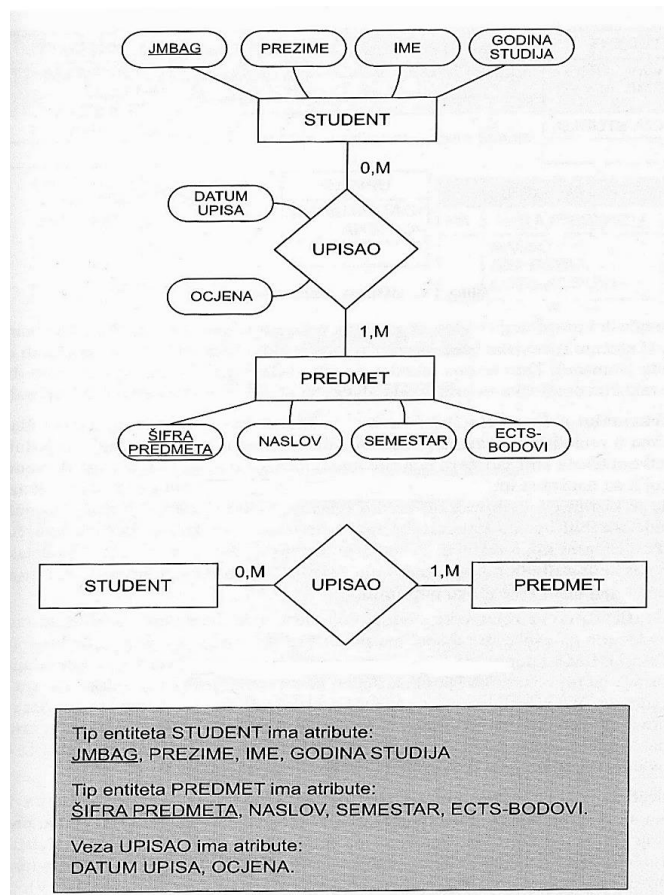 JMBAG
PREZIME
IME
GODINA
STUDIJA
STUDENT
0,M
DATUM
UPISA
UPISAO
OCJENA
1,M
PREDMET
ŠIFRA
PREDMETA
NASLOV
SEMESTAR
ECTS-
BODOVI
STUDENT
0,M
UPISAO
1,M
PREDMET
Tip entiteta STUDENT ima atribute:
JMBAG, PREZIME, IME, GODINA STUDIJA
Tip entiteta PREDMET ima atribute:
ŠIFRA PREDMETA, NASLOV, SEMESTAR, ECTS-BODOVI.
Veza UPISAO ima atribute:
DATUM UPISA, OCJENA.